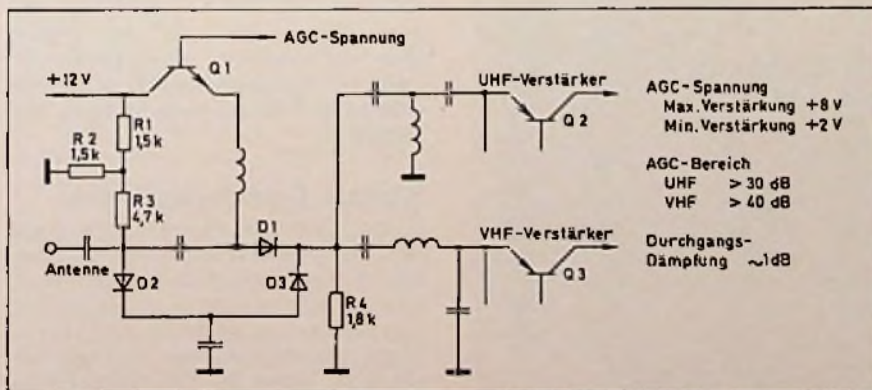 AGC-Spannung
+12 V
Q1
R1
1,5 k
R2
1,5 k
R3
4,7 k
Antenne
D1
D2
D3
R4
1,8 k
UHF-Verstärker
Q2
VHF-Verstärker
Q3
AGC-Spannung
Max. Verstärkung +8 V
Min. Verstärkung +2 V
AGC-Bereich
UHF > 30 dB
VHF > 40 dB
Durchgangs-
Dämpfung ~1dB